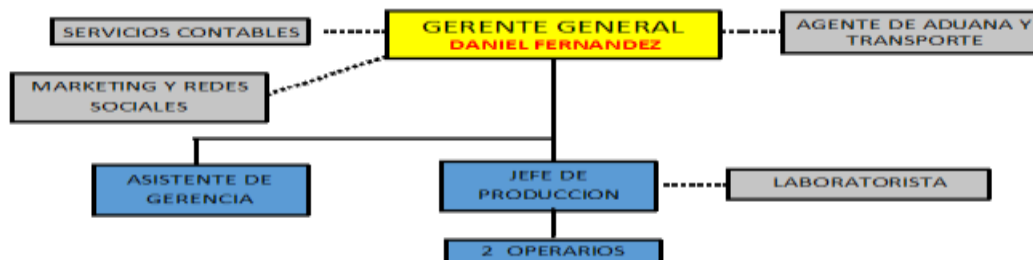 GERENTE GENERAL
DANIEL FERNANDEZ
SERVICIOS CONTABLES
AGENTE DE ADUANA Y
TRANSPORTE
MARKETING Y REDES
SOCIALES
ASISTENTE DE
GERENCIA
JEFE DE
PRODUCCION
LABORATORISTA
2 OPERARIOS